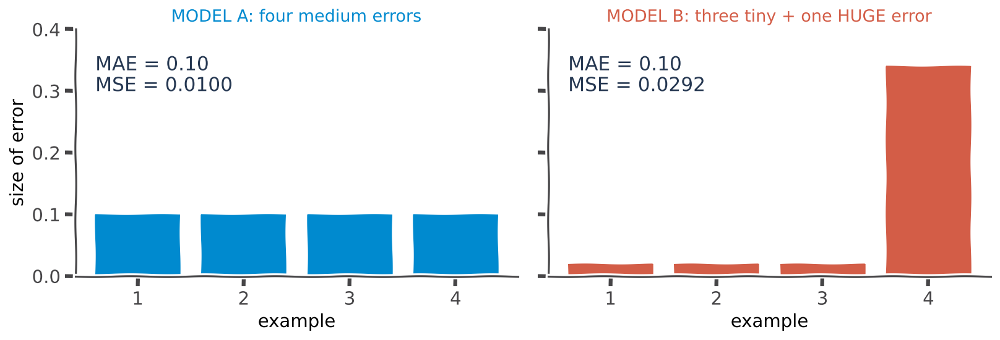 MODEL A: four medium errors
MAE = 0.10
MSE = 0.0100
size of error
0.4
0.3
0.2
0.1
0.0
1 2 3 4
example
MODEL B: three tiny + one HUGE error
MAE = 0.10
MSE = 0.0292
1 2 3 4
example